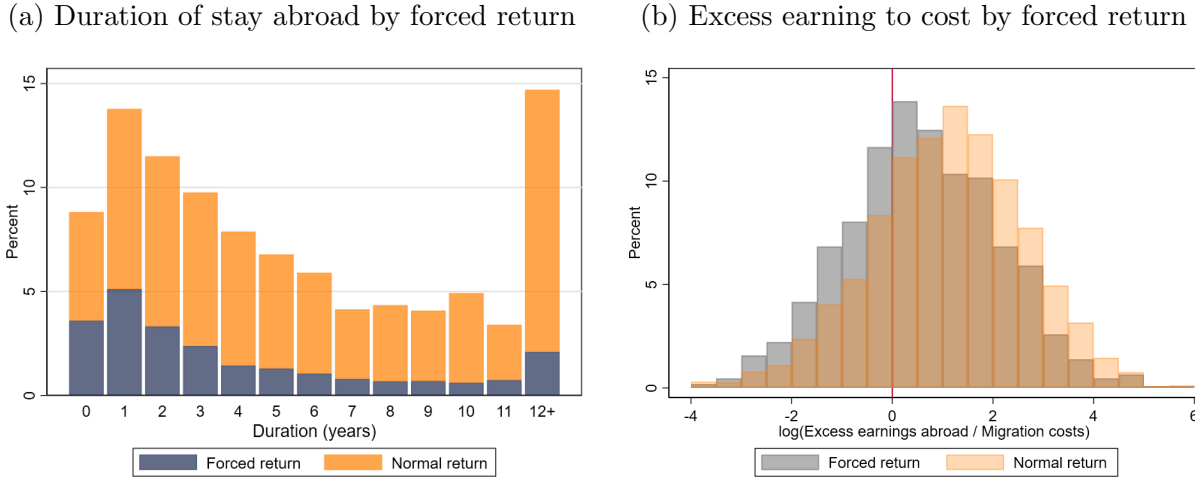 (a) Duration of stay abroad by forced return
15
10
5
0
Percent
0 1 2 3 4 5 6 7 8 9 10 11 12+
Duration (years)
Forced return Normal return
(b) Excess earning to cost by forced return
15
10
5
0
Percent
-4 -2 0 2 4 6
log(Excess earnings abroad / Migration costs)
Forced return Normal return